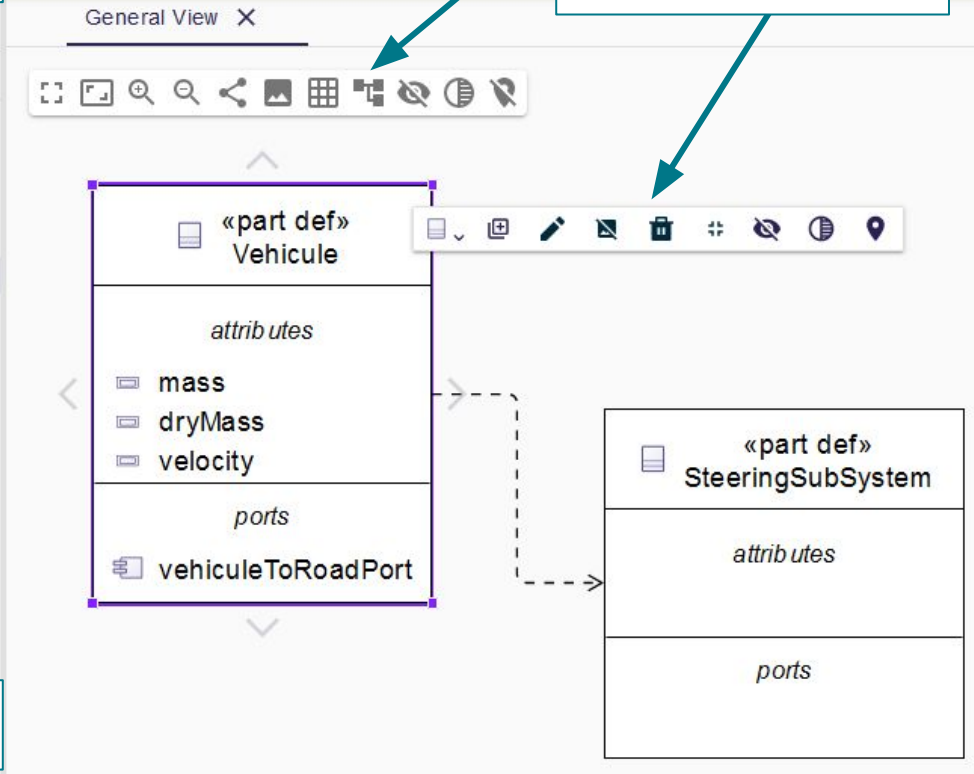 General View
«part def»
Vehicule
attributes
mass
dryMass
velocity
ports
vehiculeToRoadPort
«part def»
SteeringSubSystem
attributes
ports